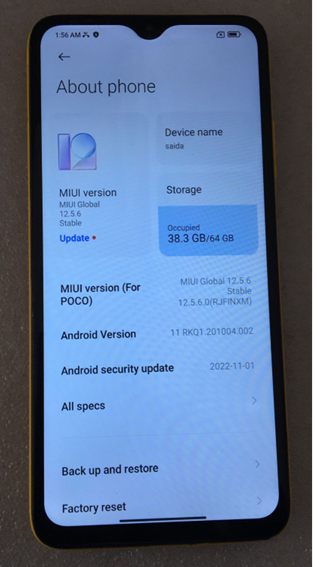 1:56 AM
←
About phone
12
Device name
saida
MIUI version
MIUI Global
12.5.6
Stable
Update •
Storage
Occupied
38.3 GB/64 GB
MIUI version (For
POCO)
MIUI Global 12.5.6
Stable
12.5.6.0(RJFINXM)
Android Version
11 RKQ1.201004.002
Android security update
2022-11-01
All specs
Back up and restore
Factory reset